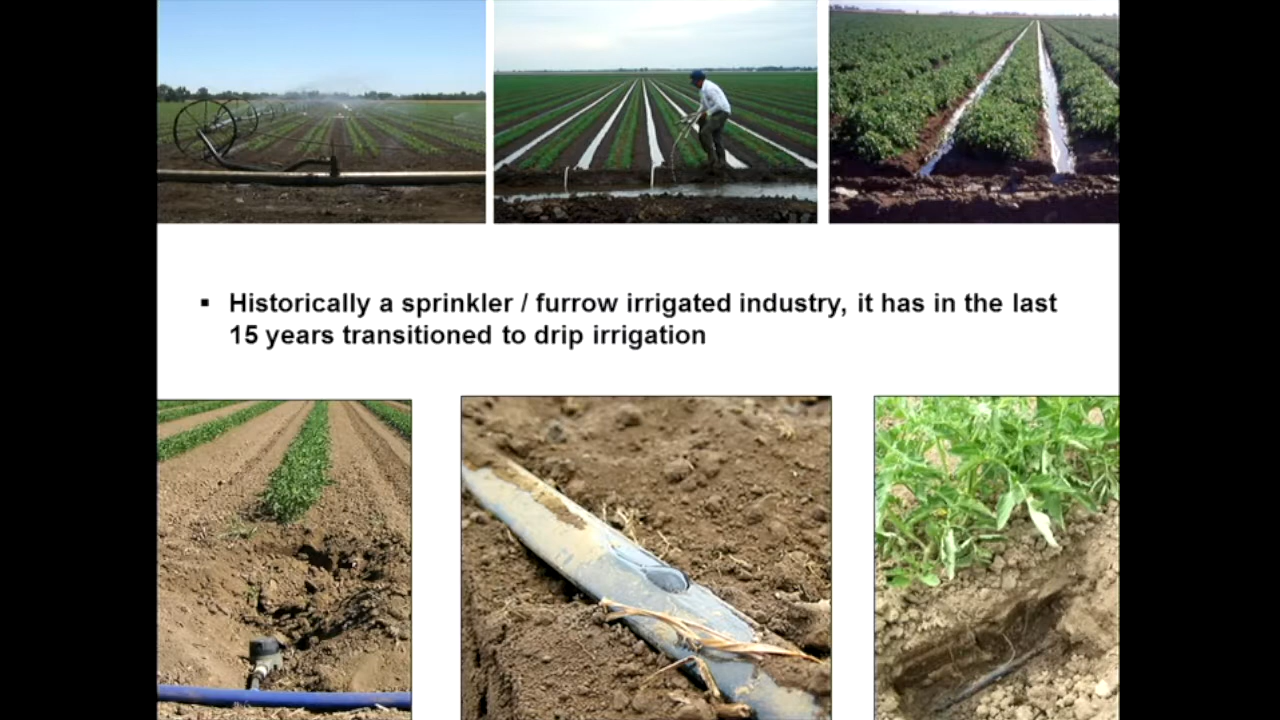 ▪ Historically a sprinkler / furrow irrigated industry, it has in the last
15 years transitioned to drip irrigation